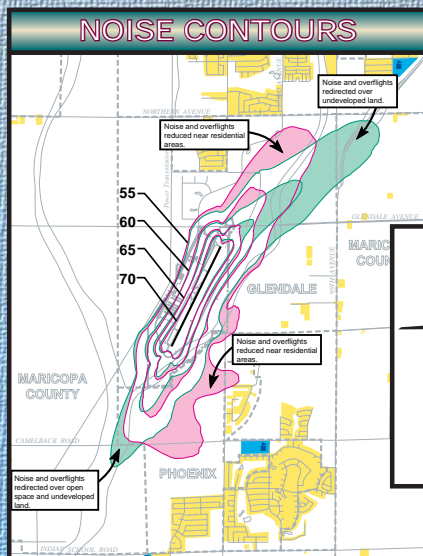 NOISE CONTOURS
Noise and overflights
redirected over
undeveloped land.
NORTHERN AVENUE
Noise and overflights
reduced near residential
areas.
55
60
65
70
GLENDALE AVENUE
GLENDALE
Noise and overflights
reduced near residential
areas.
MARICOPA
COUNTY
CAMELBACK ROAD
PHOENIX
Noise and overflights
redirected over open
space and undeveloped
land.
INDIAN SCHOOL ROAD